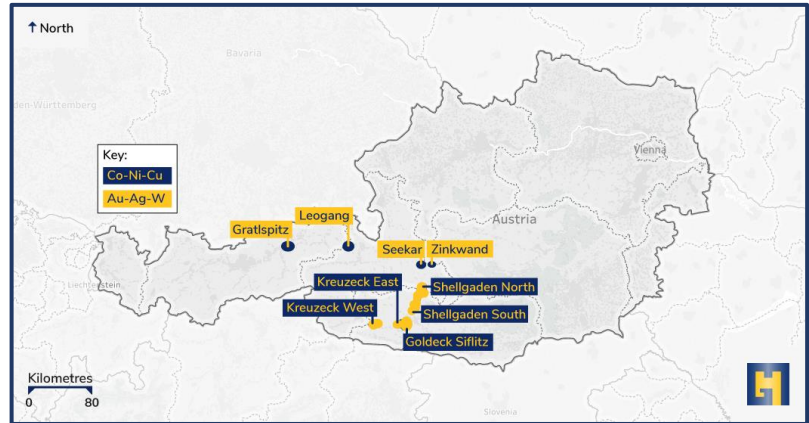 ↑ North
Bavaria
den-Wurttemberg
Key:
Co-Ni-Cu
Au-Ag-W
Vienna
Leogang
Gratlspitz
Austria
Seekar
Zinkwand
Kreuzeck East
Shellgaden North
Liechtenstein
Kreuzeck West
Shellgaden South
Goldeck Siflitz
Kilometres
0 80
Slovenia